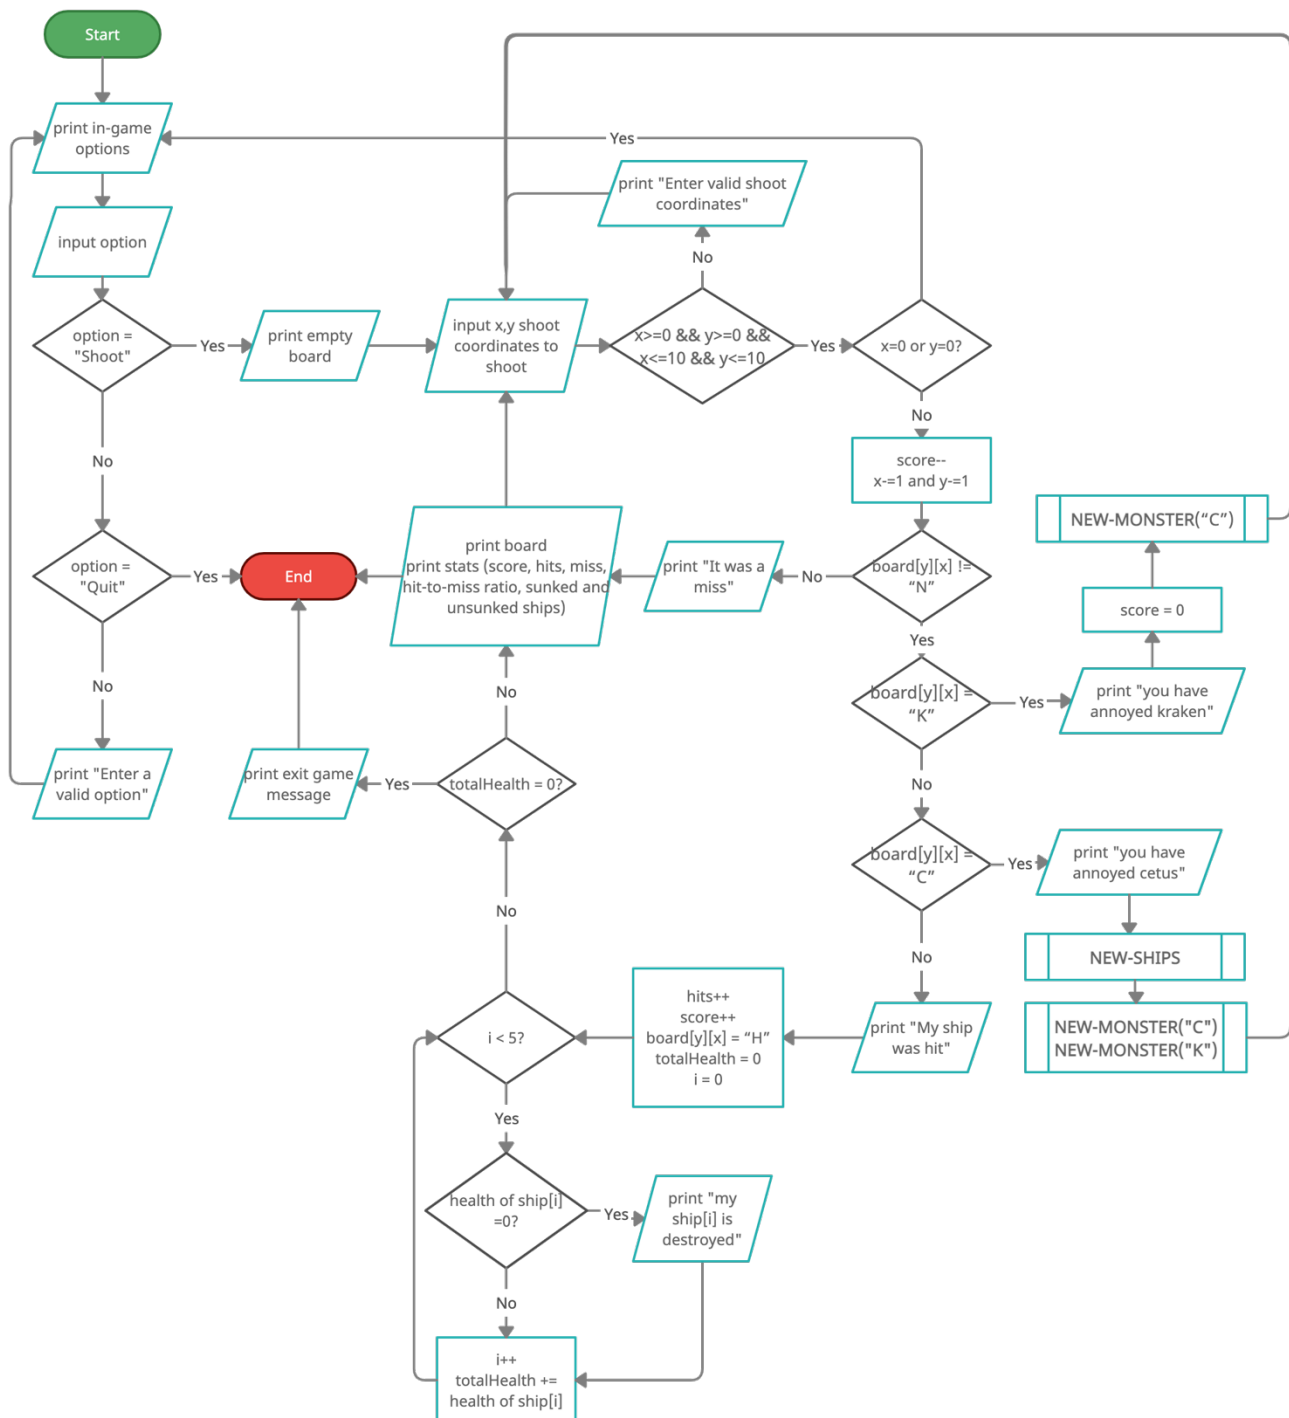 Start
print in-game
options
Yes
print "Enter valid shoot
coordinates"
input option
No
option =
"Shoot"
Yes
print empty
board
input x,y shoot
coordinates to
shoot
x>=0 && y>=0 &&
x<=10 && y<=10
Yes
x=0 or y=0?
No
No
score--
x-=1 and y-=1
NEW-MONSTER(“C”)
option =
"Quit"
Yes
End
print board
print stats (score, hits, miss,
hit-to-miss ratio, sunked and
unsunked ships)
print "It was a
miss"
No
board[y][x] !=
“N”
score = 0
Yes
No
No
board[y][x] =
“K”
Yes
print "you have
annoyed kraken"
print "Enter a
valid option"
print exit game
message
Yes
totalHealth = 0?
No
board[y][x] =
“C”
Yes
print "you have
annoyed cetus"
No
No
NEW-SHIPS
i < 5?
hits++
score++
board[y][x] = “H”
totalHealth = 0
i = 0
print "My ship
was hit"
NEW-MONSTER("C")
NEW-MONSTER("K")
Yes
health of ship[i]
=0?
Yes
print "my
ship[i] is
destroyed"
No
i++
totalHealth +=
health of ship[i]